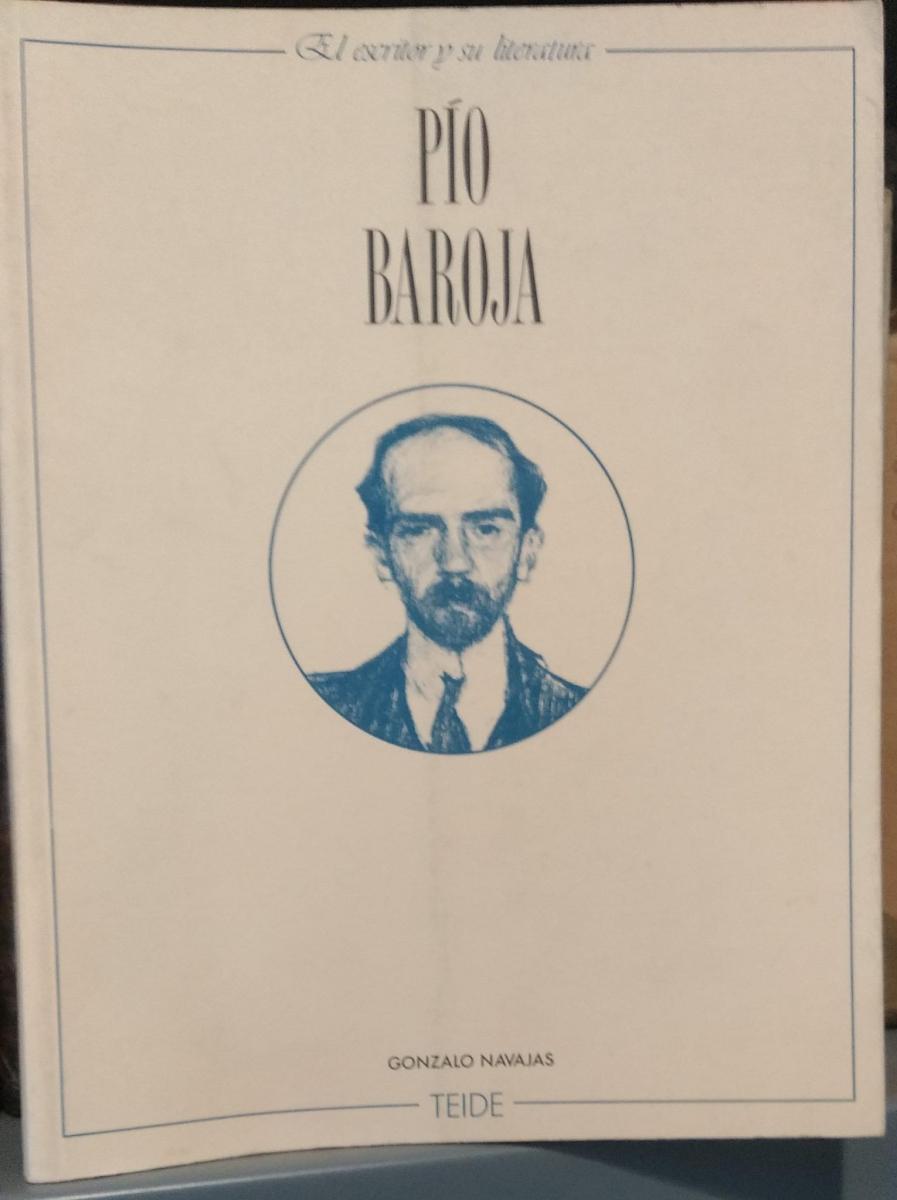 El escritor y su literatura
PÍO
BAROJA
GONZALO NAVAJAS
TEIDE